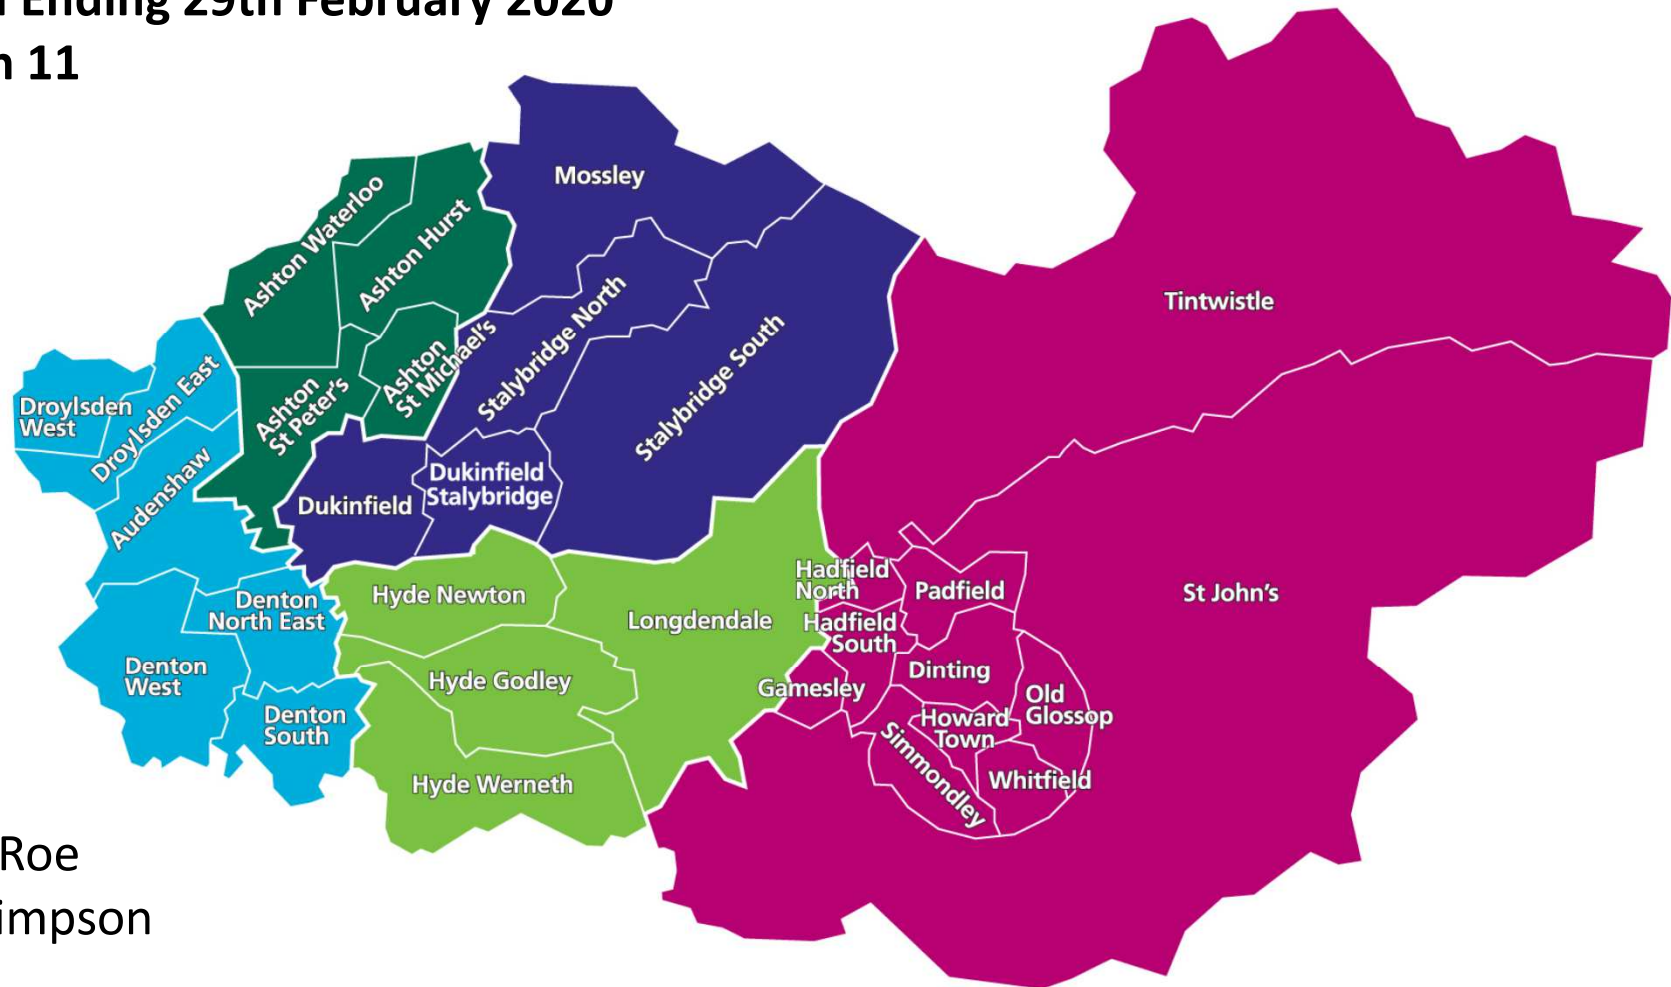 Ending 29th February 2020
11
Mossley
Ashton Waterloo
Ashton Hurst
Tintwistle
Stalybridge North
Ashton
St Michael's
Stalybridge South
Droylsden
West
Droylsden East
Ashton
St Peter's
Audenshaw
Dukinfield
Dukinfield
Stalybridge
Hadfield
North
Padfield
St John's
Hyde Newton
Denton
North East
Longdendale
Hadfield
South
Denton
West
Hyde Godley
Gamesley
Dinting
Old
Glossop
Denton
South
Howard
Town
Simmondley
Whitfield
Hyde Werneth
Roe
impson